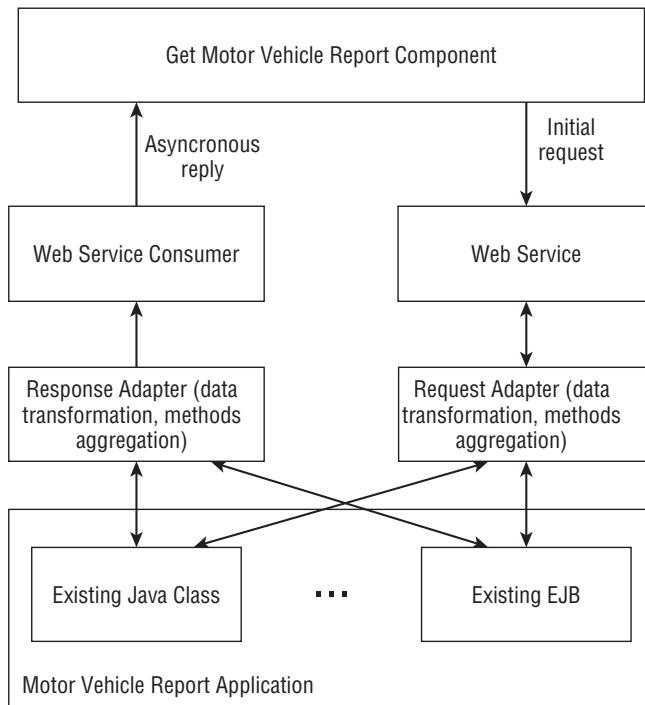 Get Motor Vehicle Report Component
Asyncronous
reply
Initial
request
Web Service Consumer
Web Service
Response Adapter (data
transformation, methods
aggregation)
Request Adapter (data
transformation, methods
aggregation)
Existing Java Class
...
Existing EJB
Motor Vehicle Report Application